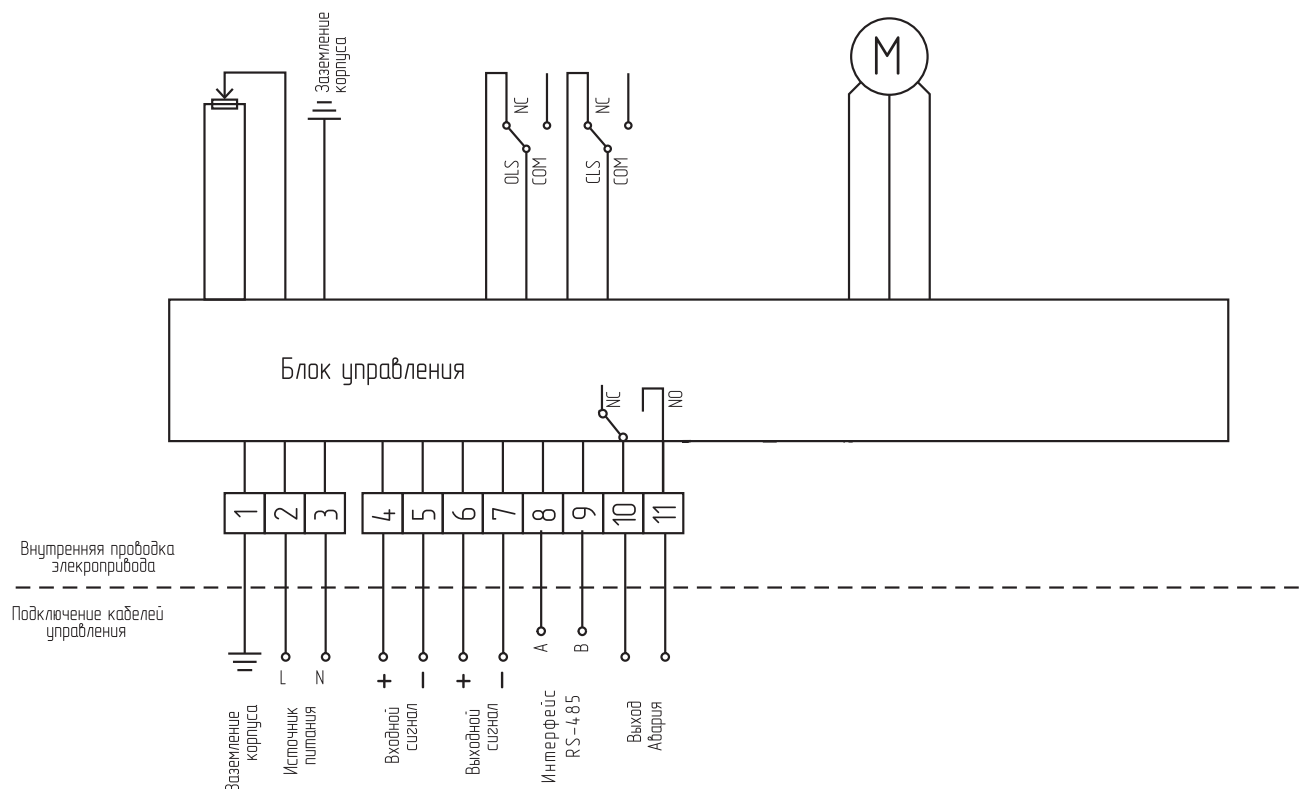 Заземление
корпуса
NC
OLS
COM
NC
CLS
COM
M
Блок управления
NC
NO
1
2
3
4
5
6
7
8
9
10
11
Внутренняя проводка
элекропривода
Подключение кабелей
управления
Заземление
корпуса
L
N
Источник
питания
+
−
Входной
сигнал
+
−
Выходной
сигнал
A
B
Интерфейс
RS-485
Выход
Авария